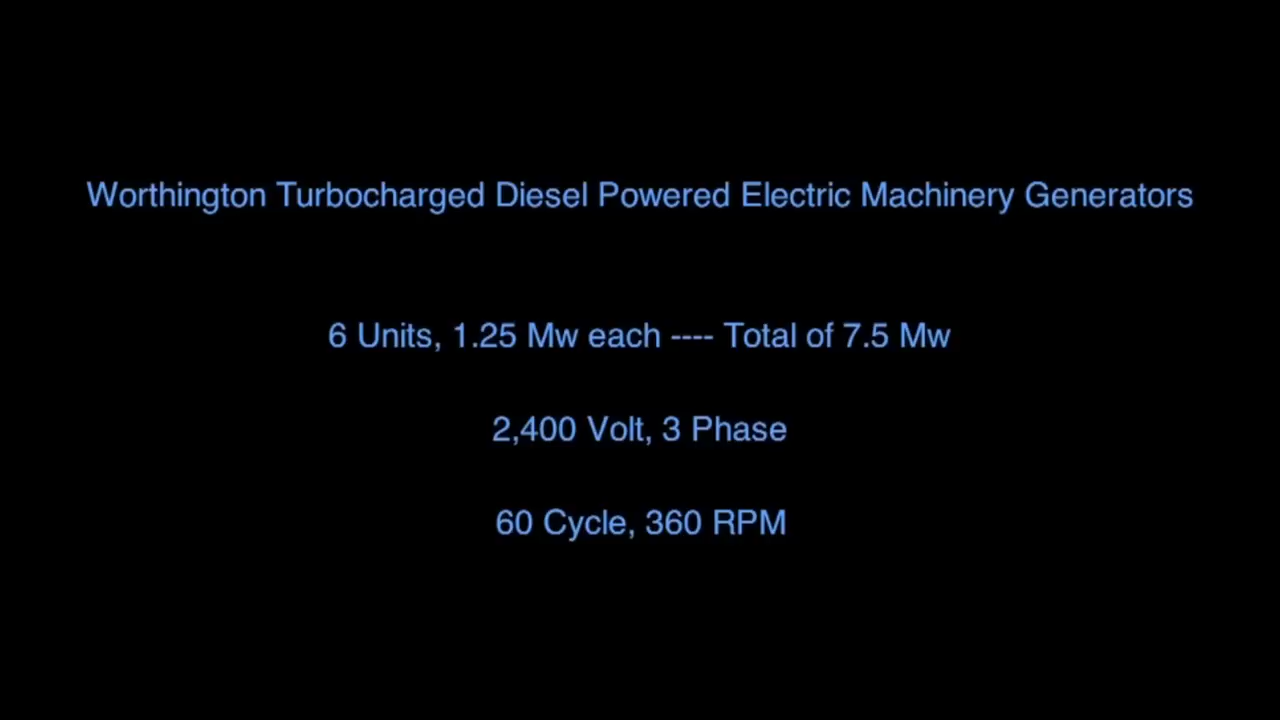 Worthington Turbocharged Diesel Powered Electric Machinery Generators
6 Units, 1.25 Mw each ---- Total of 7.5 Mw
2,400 Volt, 3 Phase
60 Cycle, 360 RPM